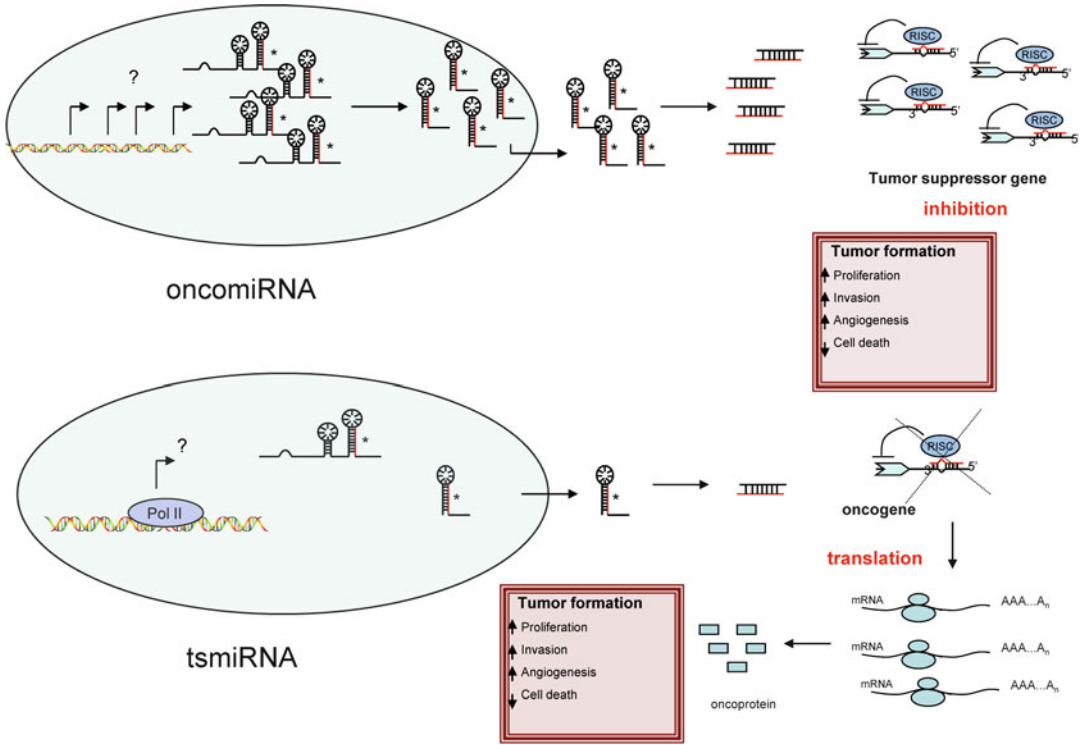 ?
*
*
*
*
*
*
*
*
*
*
*
RISC
5'
RISC
3'
5'
RISC
3'
5'
RISC
3'
5'
Tumor suppressor gene
inhibition
oncomiRNA
Tumor formation
Proliferation
Invasion
Angiogenesis
Cell death
?
*
*
*
Pol II
RISC
3'
5'
oncogene
translation
tsmiRNA
Tumor formation
Proliferation
Invasion
Angiogenesis
Cell death
oncoprotein
mRNA AAA...An
mRNA AAA...An
mRNA AAA...An